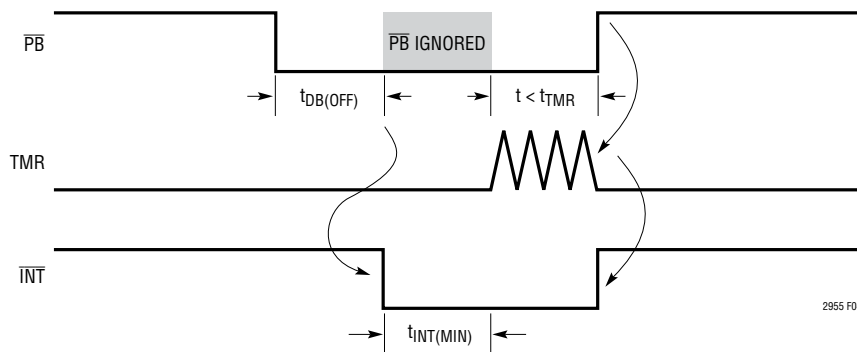 PB
PB IGNORED
tDB(OFF)
t < tTMR
TMR
INT
2955 F0
tINT(MIN)